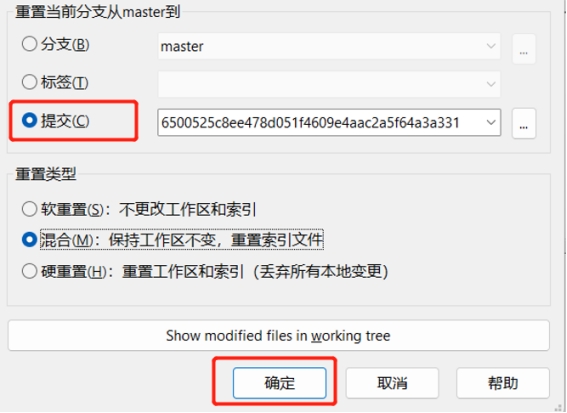 重置当前分支从master到
分支(B)
master
...
标签(T)
提交(C)
6500525c8ee478d051f4609e4aac2a5f64a3a331
...
重置类型
软重置(S)：不更改工作区和索引
混合(M)：保持工作区不变，重置索引文件
硬重置(H)：重置工作区和索引（丢弃所有本地变更）
Show modified files in working tree
确定
取消
帮助